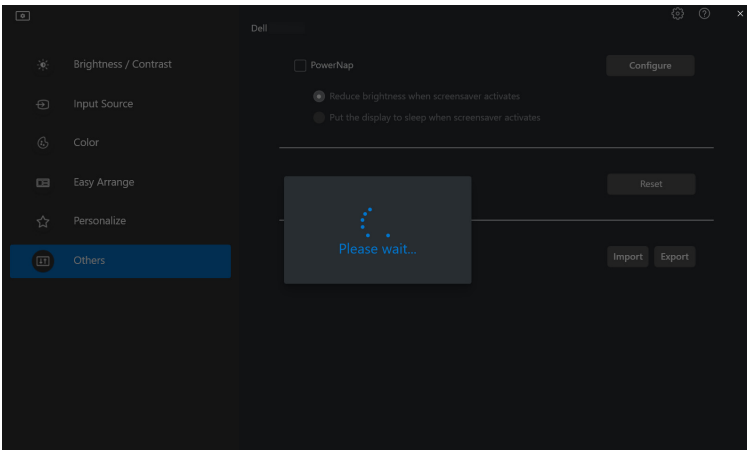 Dell
Brightness / Contrast
Input Source
Color
Easy Arrange
Personalize
Others
PowerNap
Configure
Reduce brightness when screensaver activates
Put the display to sleep when screensaver activates
Reset
Please wait...
Import
Export